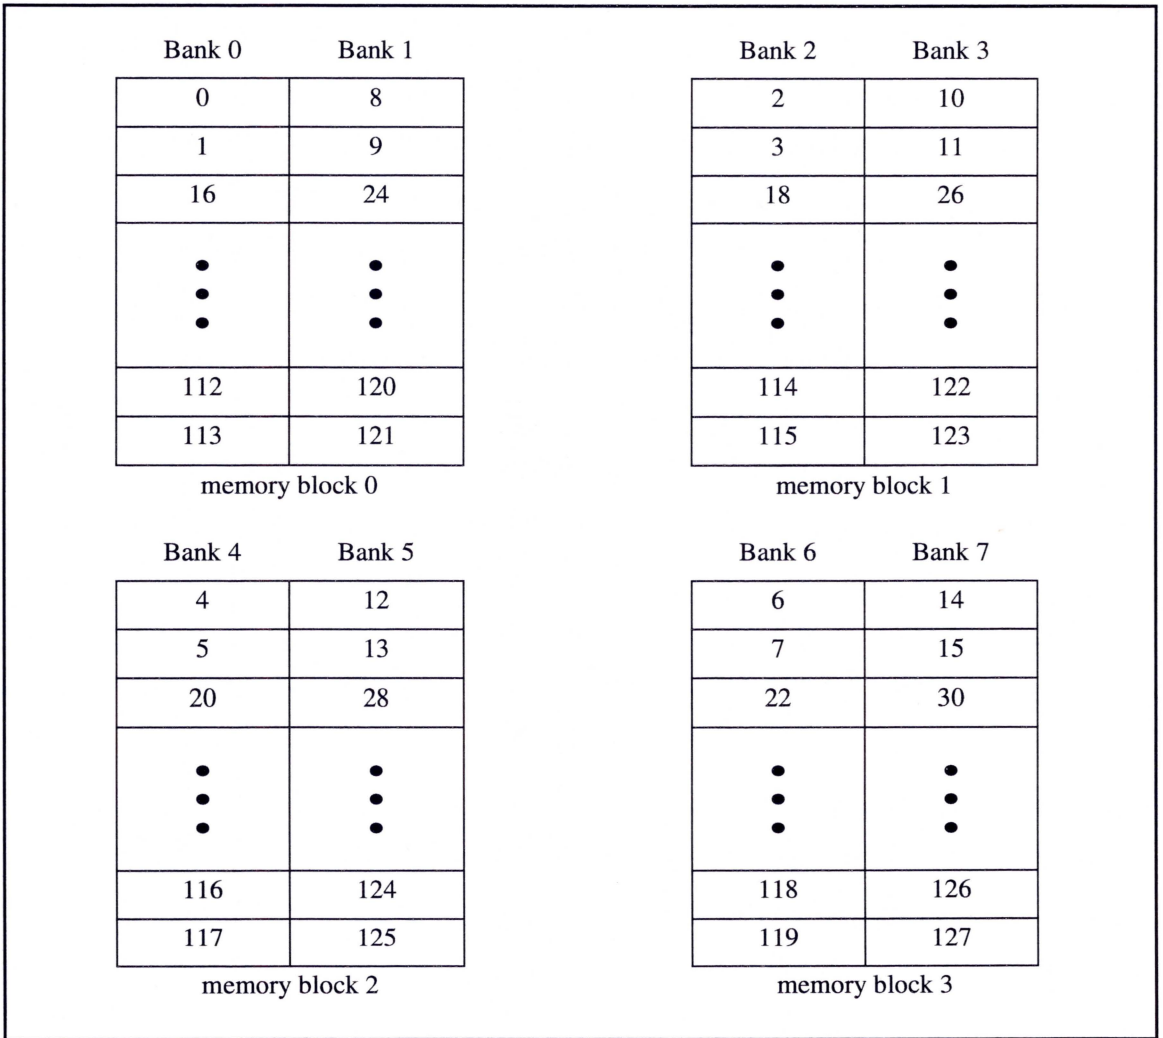 Bank 0 Bank 1
0 8
1 9
16 24
112 120
113 121
memory block 0
Bank 2 Bank 3
2 10
3 11
18 26
114 122
115 123
memory block 1
Bank 4 Bank 5
4 12
5 13
20 28
116 124
117 125
memory block 2
Bank 6 Bank 7
6 14
7 15
22 30
118 126
119 127
memory block 3